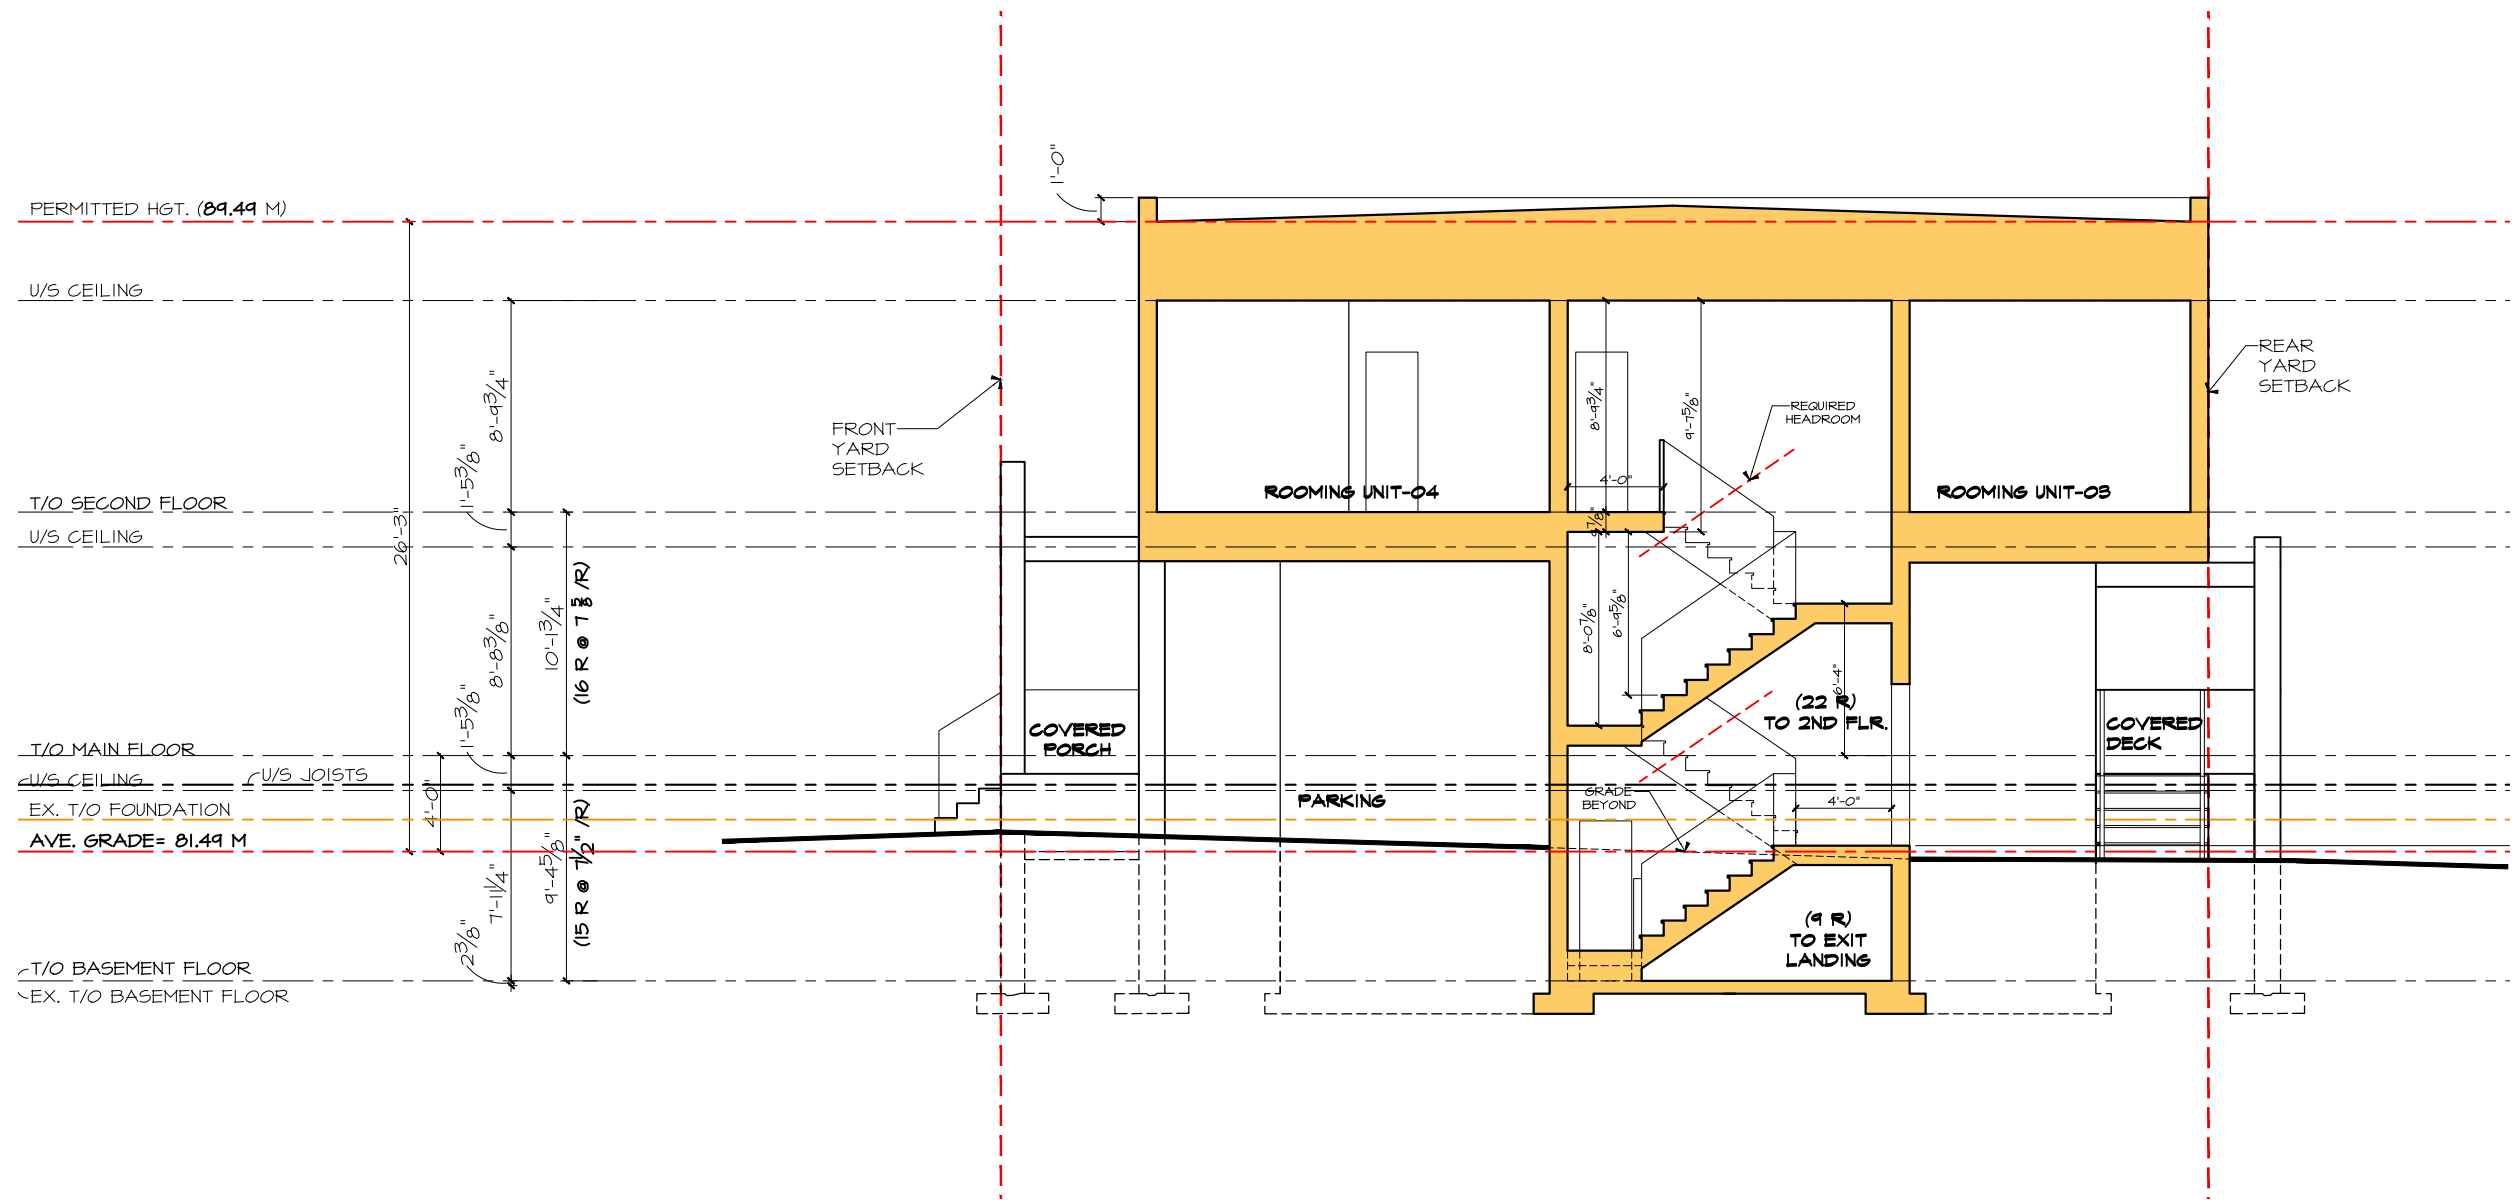 1'-0"
PERMITTED HGT. (89.49 M)
U/S CEILING
REAR
YARD
SETBACK
8'-9 3/4"
8'-9 3/4"
9'-7 5/8"
REQUIRED
HEADROOM
FRONT
YARD
SETBACK
1'-5 3/8"
4'-0"
ROOMING UNIT-04
ROOMING UNIT-03
T/O SECOND FLOOR
26'-3"
U/S CEILING
(16 R @ 7 5/8 /R)
10'-1 3/4"
8'-8 3/8"
8'-0 7/8"
6'-9 5/8"
6'-4"
(22 R)
TO 2ND FLR.
COVERED
PORCH
COVERED
DECK
1'-5 3/8"
T/O MAIN FLOOR
U/S CEILING
U/S JOISTS
4'-0"
GRADE
BEYOND
PARKING
4'-0"
EX. T/O FOUNDATION
AVE. GRADE= 81.49 M
9'-4 5/8"
(15 R @ 7 1/2" /R)
7'-11 1/4"
2 3/8"
(9 R)
TO EXIT
LANDING
T/O BASEMENT FLOOR
EX. T/O BASEMENT FLOOR